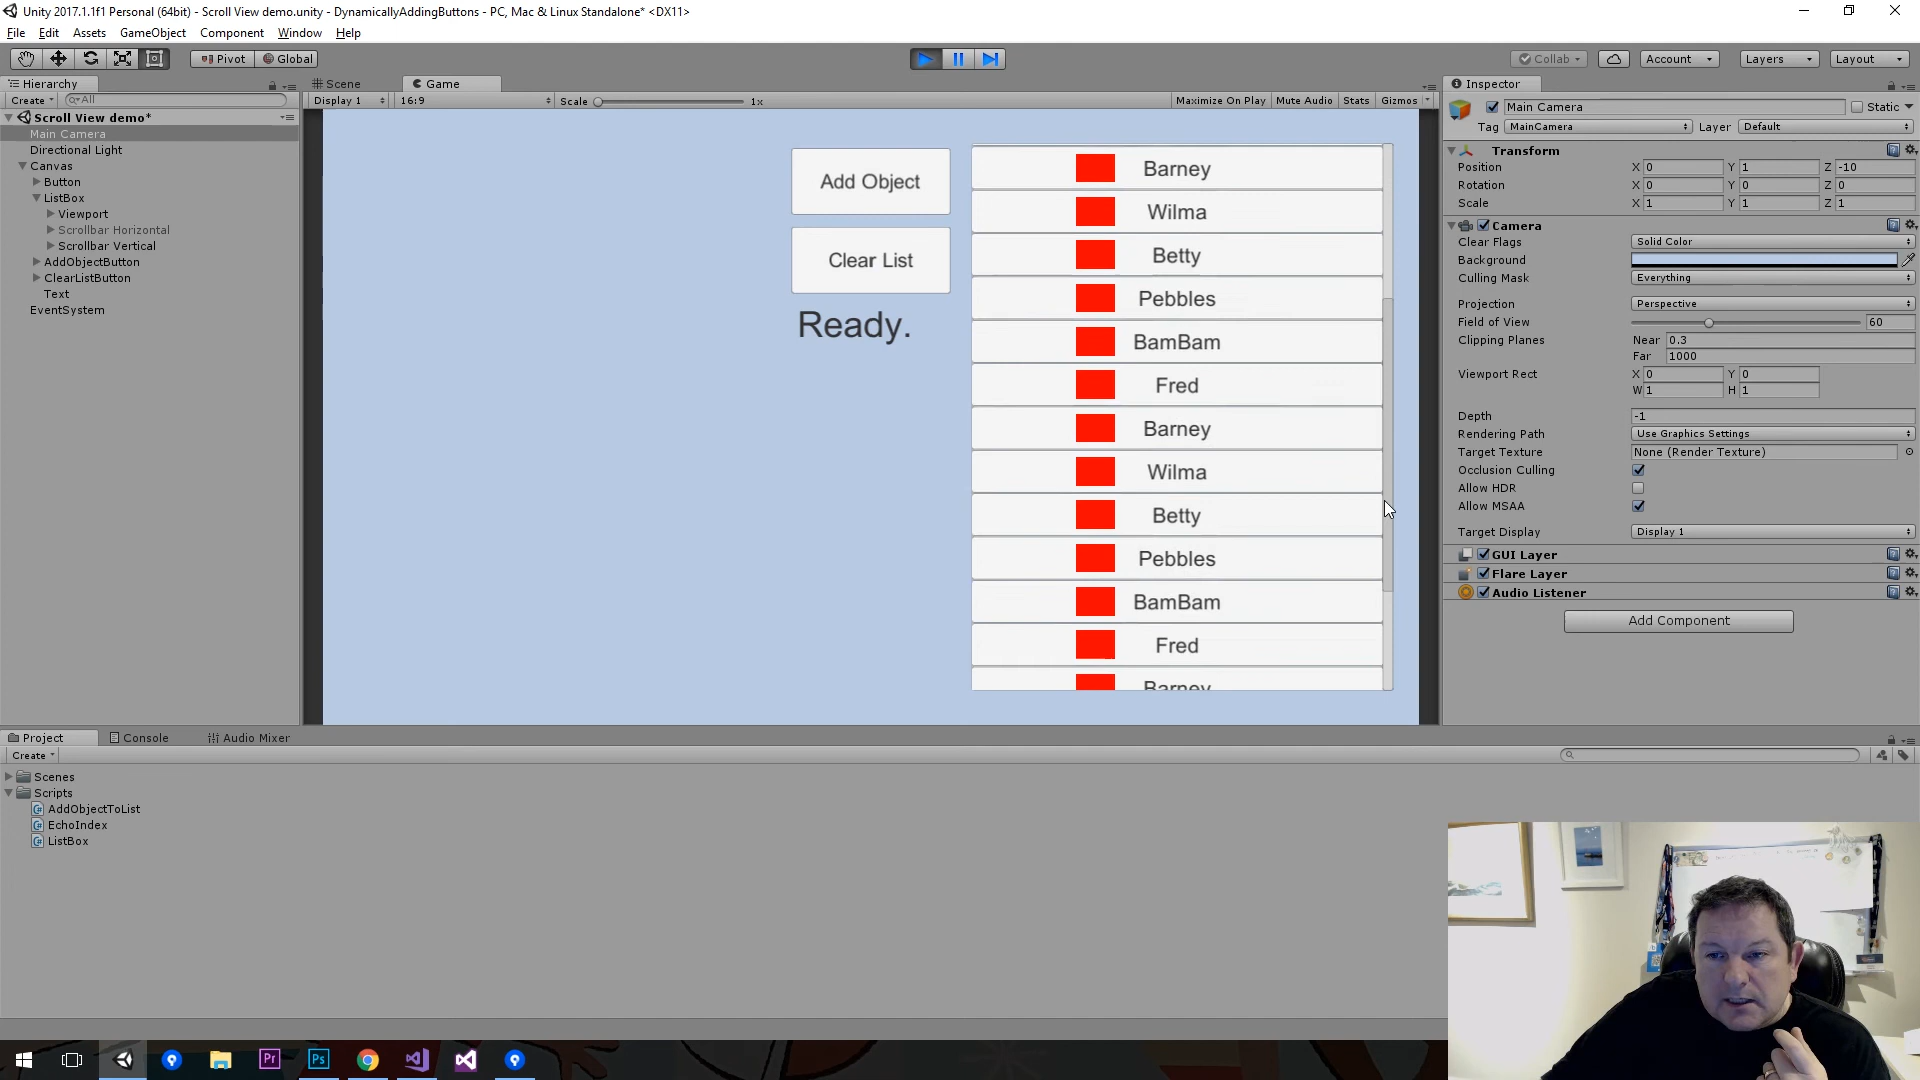 Unity 2017.1.1f1 Personal (64bit) - Scroll View demo.unity - DynamicallyAddingButtons - PC, Mac & Linux Standalone* <DX11>
File Edit Assets GameObject Component Window Help
Pivot Global Collab Account Layers Layout
Hierarchy Scene Game Inspector
Create All Display 1 16:9 Scale 1x Maximize On Play Mute Audio Stats Gizmos
Scroll View demo*
Main Camera
Directional Light
Canvas
Button
ListBox
Viewport
Scrollbar Horizontal
Scrollbar Vertical
AddObjectButton
ClearListButton
Text
EventSystem
Add Object
Clear List
Ready.
Barney
Wilma
Betty
Pebbles
BamBam
Fred
Barney
Wilma
Betty
Pebbles
BamBam
Fred
Barney
Main Camera Static
Tag MainCamera Layer Default
Transform
Position X 0 Y 1 Z -10
Rotation X 0 Y 0 Z 0
Scale X 1 Y 1 Z 1
Camera
Clear Flags Solid Color
Background
Culling Mask Everything
Projection Perspective
Field of View 60
Clipping Planes Near 0.3
Far 1000
Viewport Rect X 0 Y 0
W 1 H 1
Depth -1
Rendering Path Use Graphics Settings
Target Texture None (Render Texture)
Occlusion Culling
Allow HDR
Allow MSAA
Target Display Display 1
GUI Layer
Flare Layer
Audio Listener
Add Component
Project Console Audio Mixer
Create
Scenes
Scripts
AddObjectToList
EchoIndex
ListBox
Pr Ps